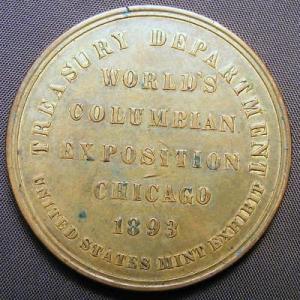 TREASURY DEPARTMENT
WORLD'S
COLUMBIAN
EXPOSITION
CHICAGO
1893
UNITED STATES MINT EXHIBIT